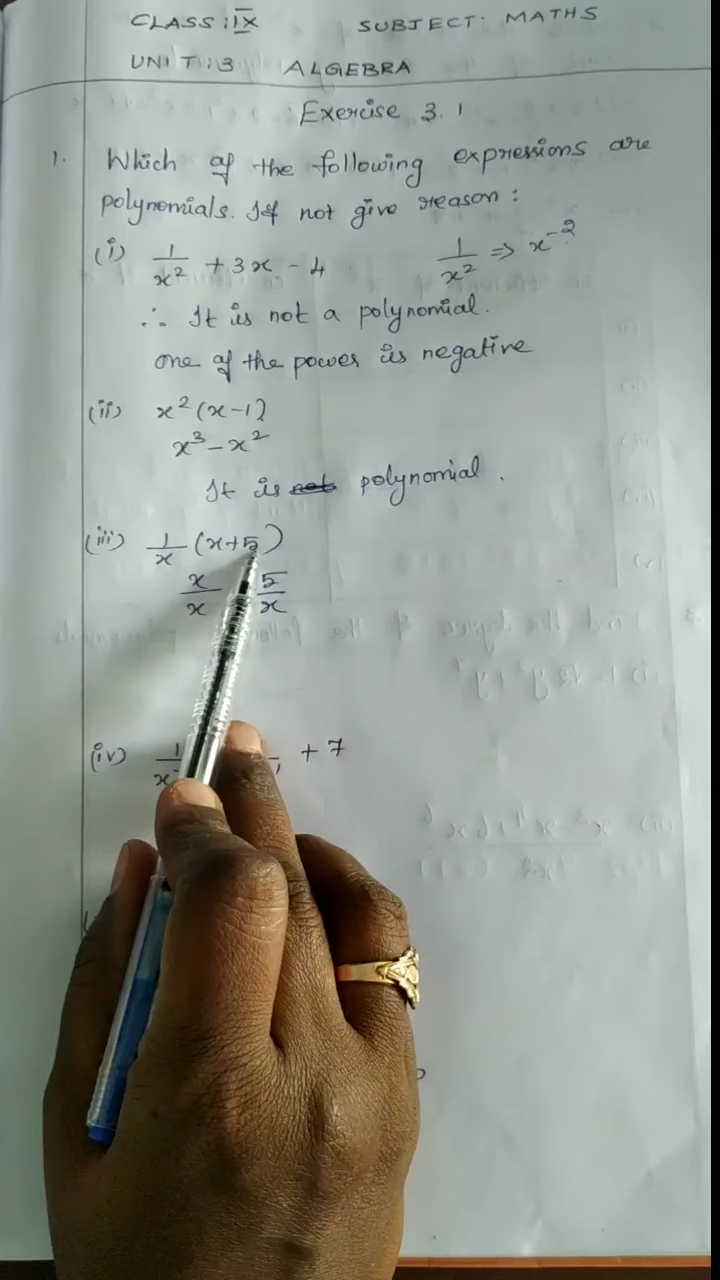 CLASS : IX SUBJECT: MATHS
UNIT: 3 ALGEBRA
Exercise 3.1
1. Which of the following expressions are
polynomials. If not give reason :
(i) 1/x² + 3x - 4 1/x² ⇒ x⁻²
∴ It is not a polynomial.
one of the power is negative
(ii) x²(x-1)
x³ - x²
It is polynomial.
(iii) 1/x (x+5)
x/x 5/x
(iv) + 7